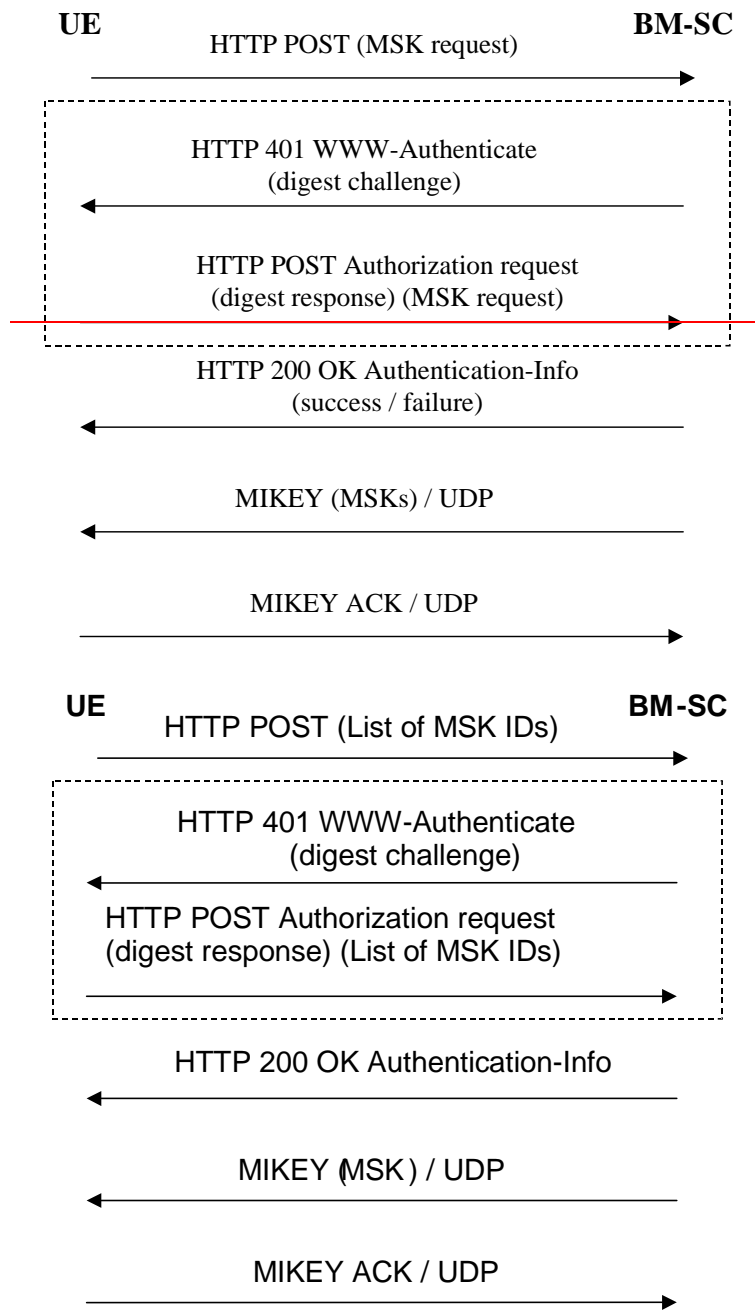 UE BM-SC
HTTP POST (MSK request)
HTTP 401 WWW-Authenticate
(digest challenge)
HTTP POST Authorization request
(digest response) (MSK request)
HTTP 200 OK Authentication-Info
(success / failure)
MIKEY (MSKs) / UDP
MIKEY ACK / UDP
UE BM-SC
HTTP POST (List of MSK IDs)
HTTP 401 WWW-Authenticate
(digest challenge)
HTTP POST Authorization request
(digest response) (List of MSK IDs)
HTTP 200 OK Authentication-Info
MIKEY (MSK) / UDP
MIKEY ACK / UDP